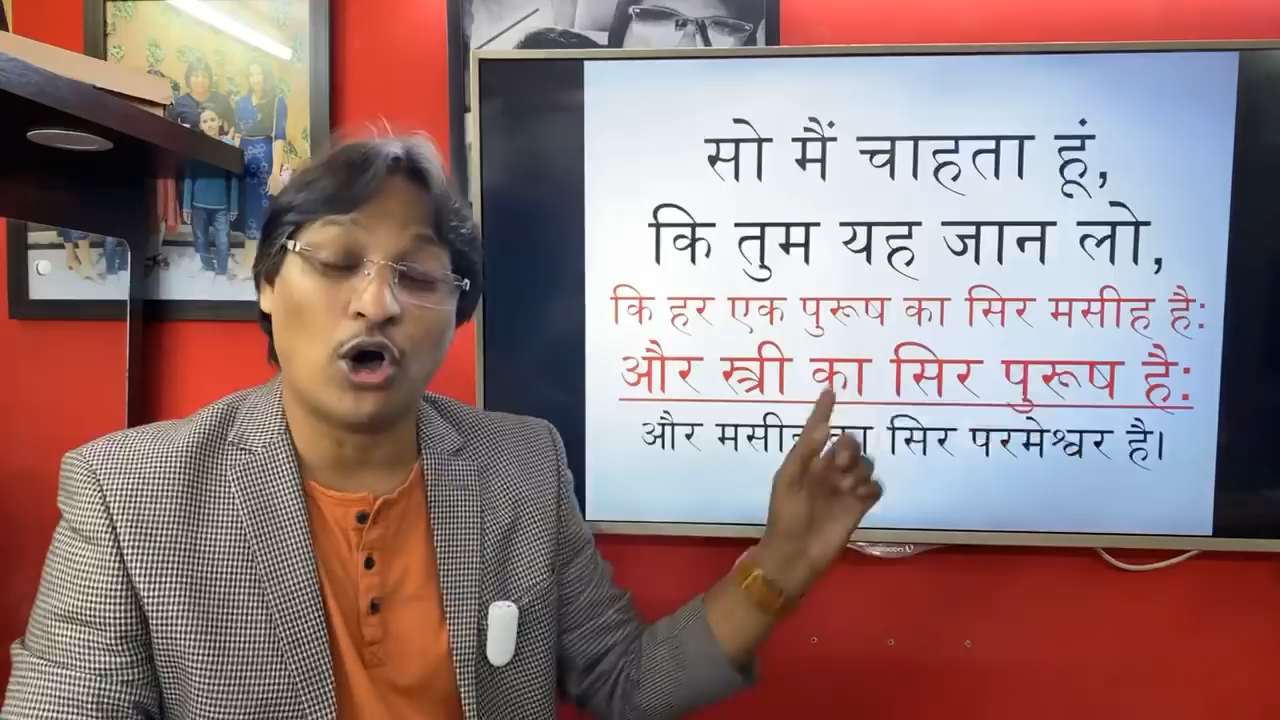 सो मैं चाहता हूं,
कि तुम यह जान लो,
कि हर एक पुरूष का सिर मसीह है:
और स्त्री का सिर पुरूष है:
और का सिर परमेश्वर है।